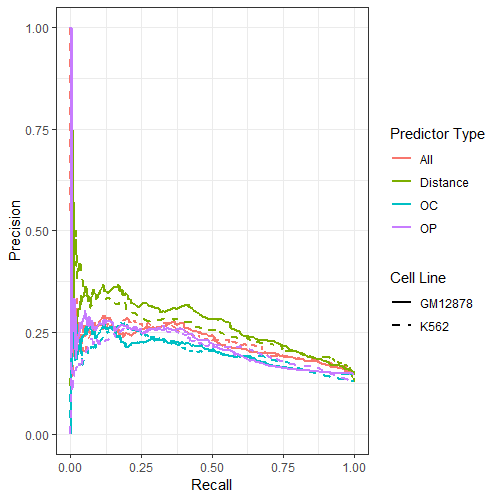 1.00
0.75
0.50
0.25
0.00
Precision
0.00 0.25 0.50 0.75 1.00
Recall
Predictor Type
All
Distance
OC
OP
Cell Line
GM12878
K562